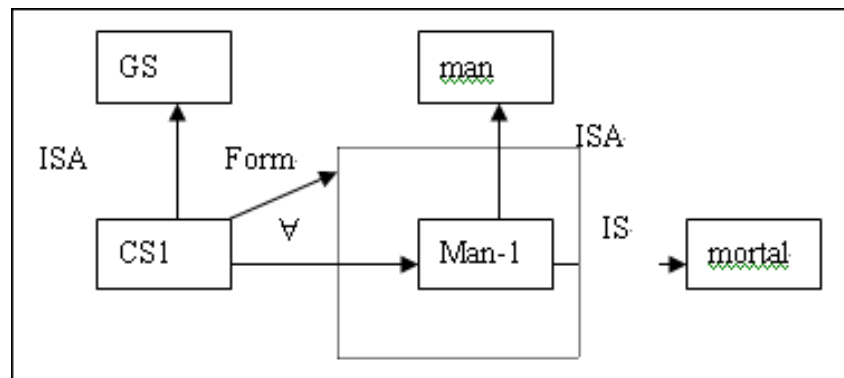 GS
man
ISA
Form
ISA
∀
CS1
Man-1
IS
mortal